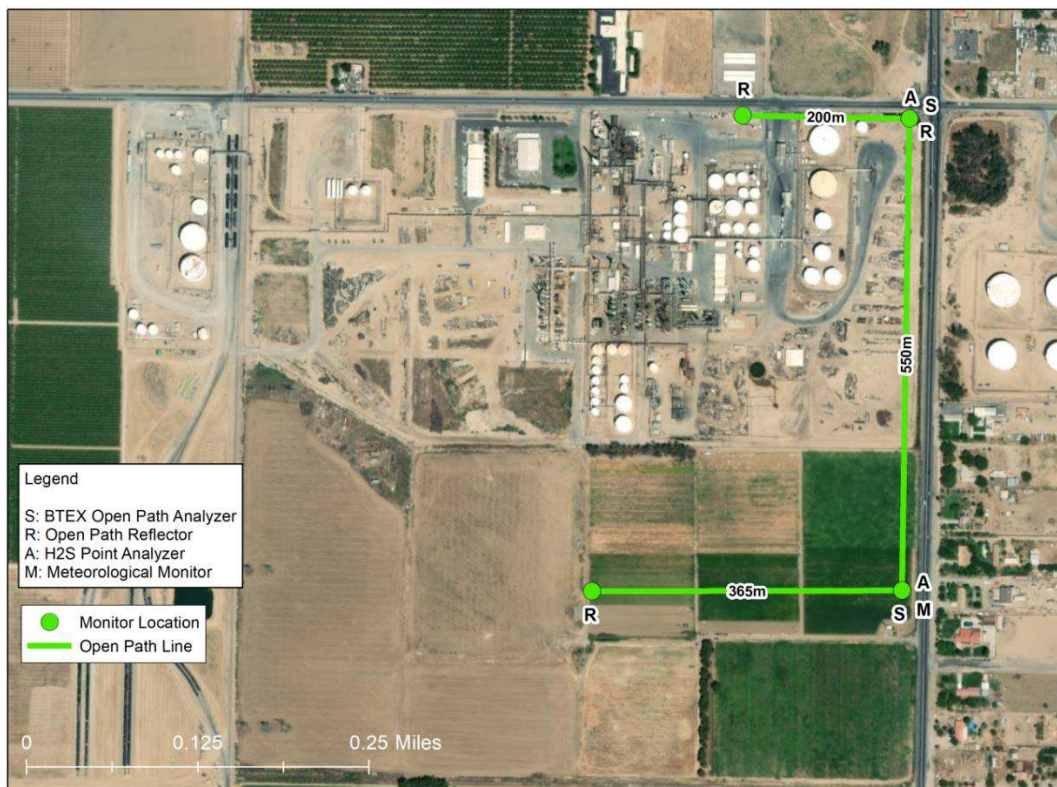 R
A
S
200m
R
550m
Legend
S: BTEX Open Path Analyzer
R: Open Path Reflector
A: H2S Point Analyzer
M: Meteorological Monitor
A
365m
R
S
M
Monitor Location
Open Path Line
0
0.125
0.25 Miles